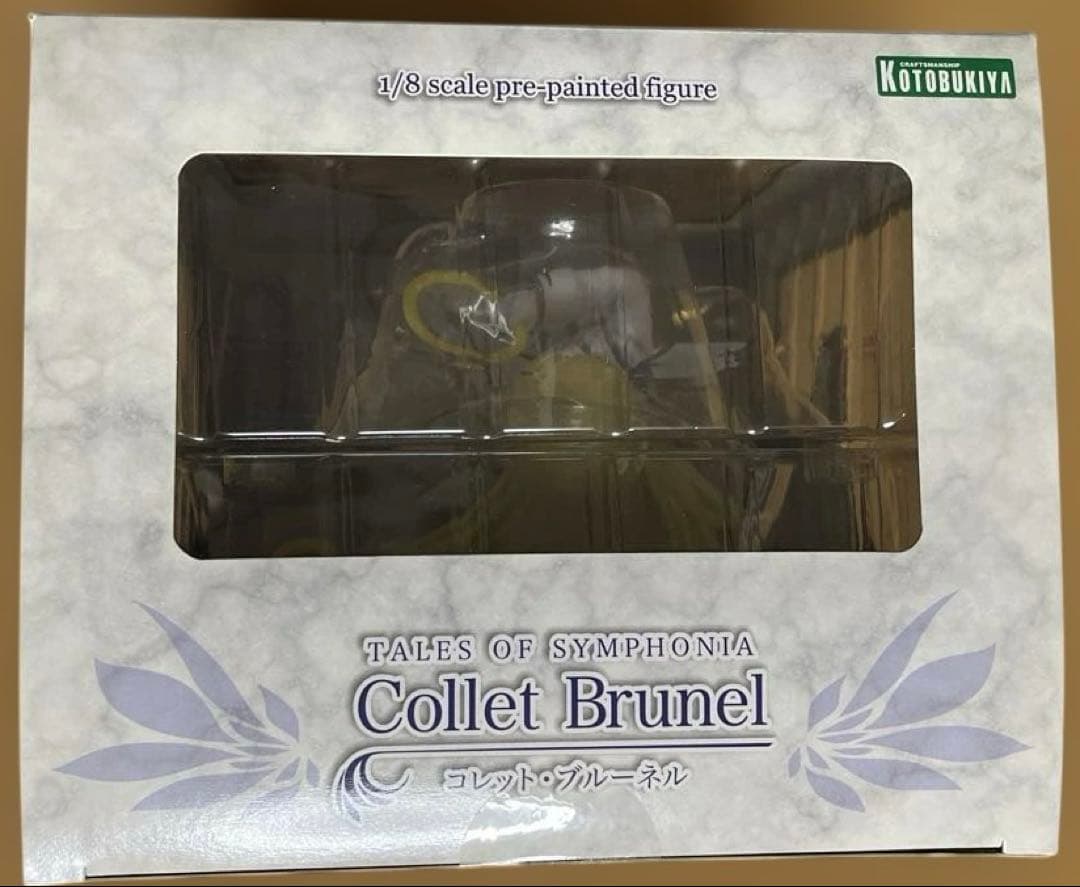 1/8 scale pre-painted figure
CRAFTSMANSHIP
KOTOBUKIYA
TALES OF SYMPHONIA
Collet Brunel
コレット・ブルーネル